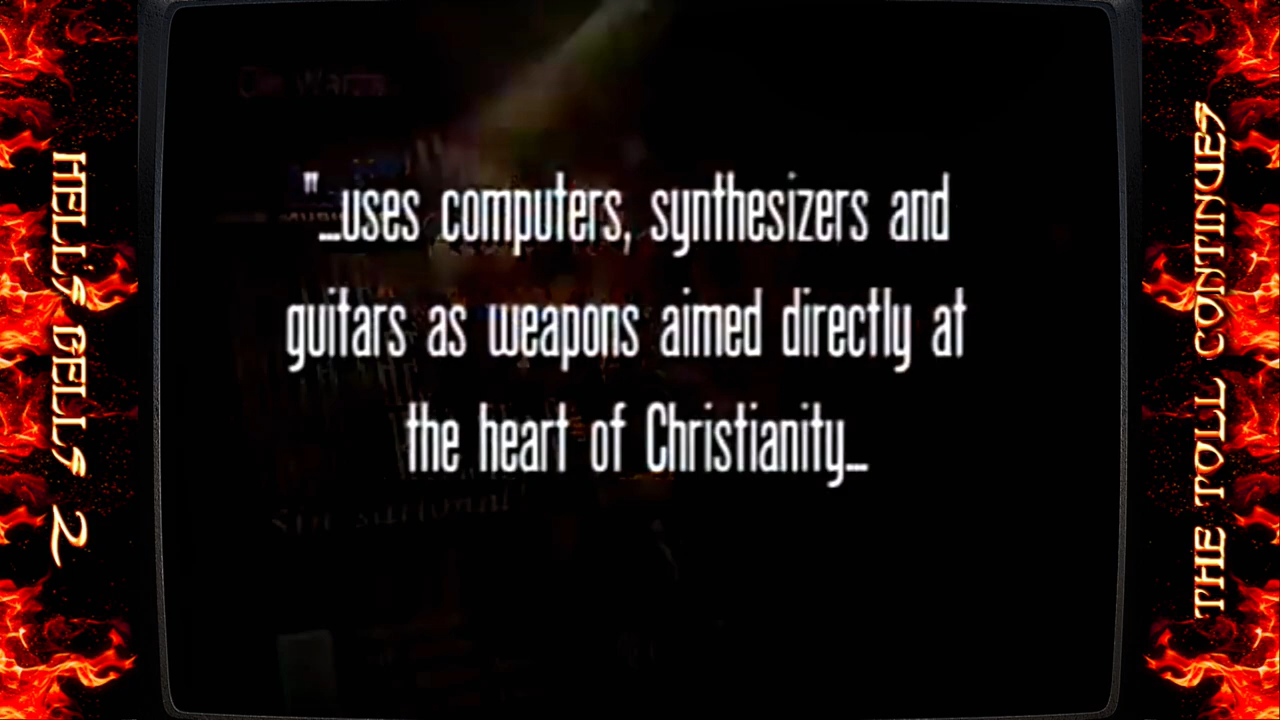 HELL'S BELLS 2
"...uses computers, synthesizers and
guitars as weapons aimed directly at
the heart of Christianity...
THE TOLL CONTINUES